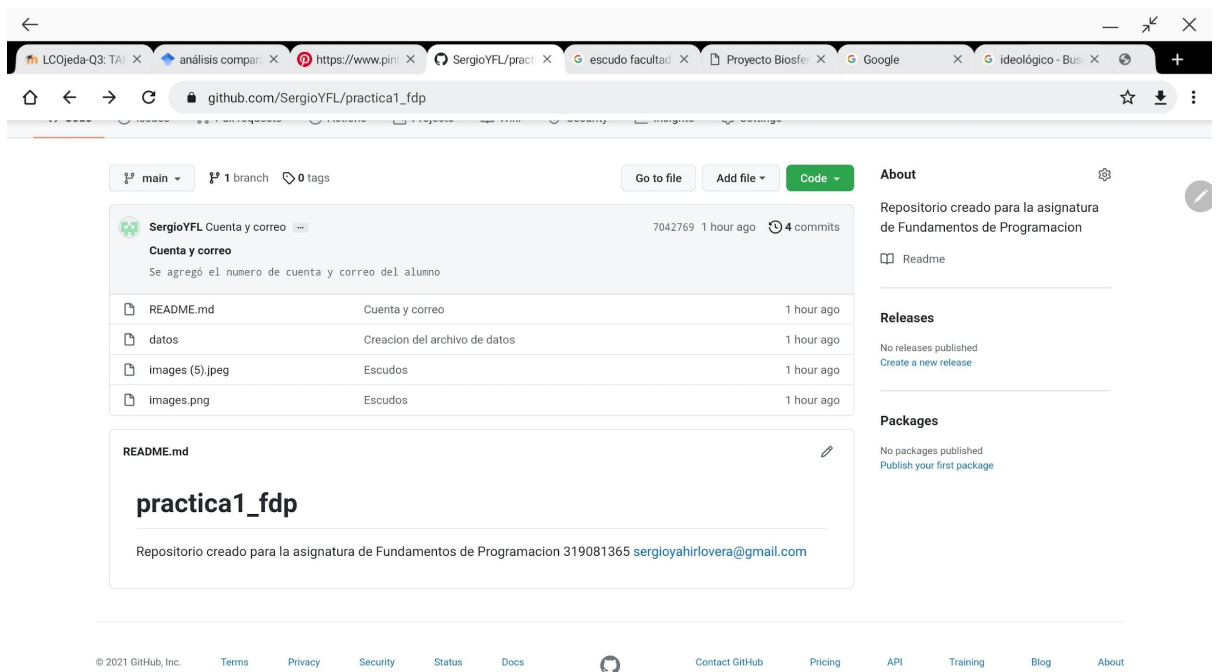 LCOjeda-Q3: TA
análisis compar
https://www.pint
SergioYFL/practi
escudo facultad
Proyecto Biosfer
Google
ideológico - Bus
github.com/SergioYFL/practica1_fdp
main
1 branch
0 tags
Go to file
Add file
Code
SergioYFL Cuenta y correo ...
7042769 1 hour ago 4 commits
Cuenta y correo
Se agregó el numero de cuenta y correo del alumno
README.md Cuenta y correo 1 hour ago
datos Creacion del archivo de datos 1 hour ago
images (5).jpeg Escudos 1 hour ago
images.png Escudos 1 hour ago
README.md
practica1_fdp
Repositorio creado para la asignatura de Fundamentos de Programacion 319081365 sergioyahirlovera@gmail.com
About
Repositorio creado para la asignatura
de Fundamentos de Programacion
Readme
Releases
No releases published
Create a new release
Packages
No packages published
Publish your first package
© 2021 GitHub, Inc. Terms Privacy Security Status Docs Contact GitHub Pricing API Training Blog About